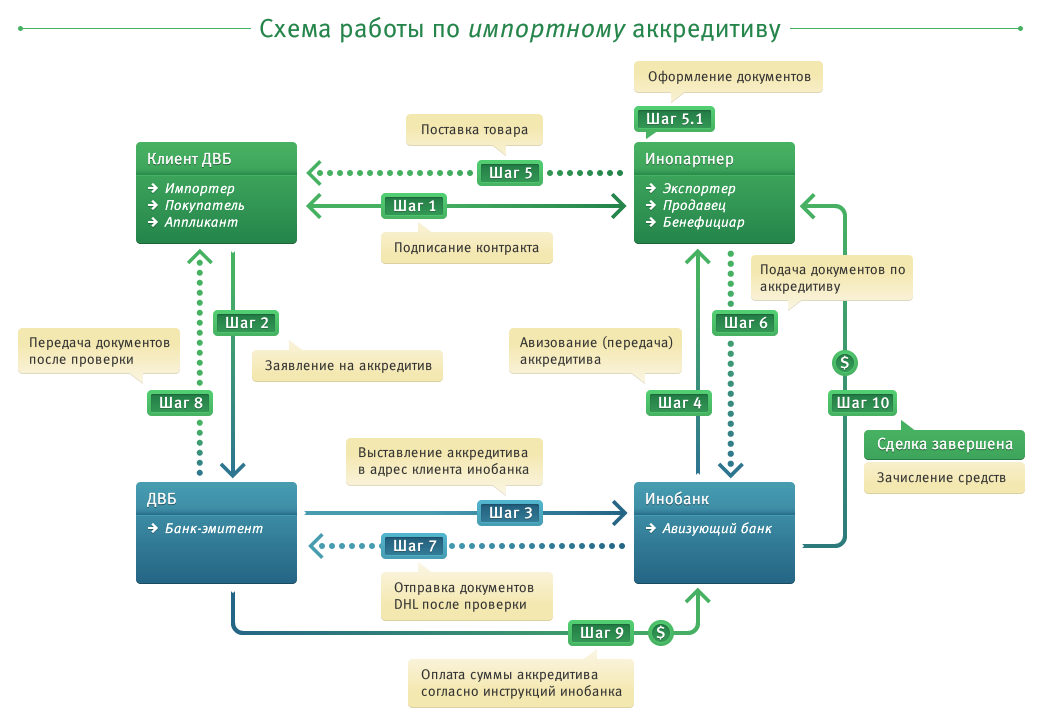 Схема работы по импортному аккредитиву
Оформление документов
Шаг 5.1
Поставка товара
Шаг 5
Клиент ДВБ
Импортер
Покупатель
Аппликант
Инопартнер
Экспортер
Продавец
Бенефициар
Шаг 1
Подписание контракта
Подача документов по
аккредитиву
Шаг 2
Заявление на аккредитив
Передача документов
после проверки
Шаг 8
Авизование (передача)
аккредитива
Шаг 4
Шаг 6
$
Шаг 10
Сделка завершена
Зачисление средств
Выставление аккредитива
в адрес клиента инобанка
Шаг 3
ДВБ
Банк-эмитент
Инобанк
Авизующий банк
Шаг 7
Отправка документов
DHL после проверки
Шаг 9
$
Оплата суммы аккредитива
согласно инструкций инобанка